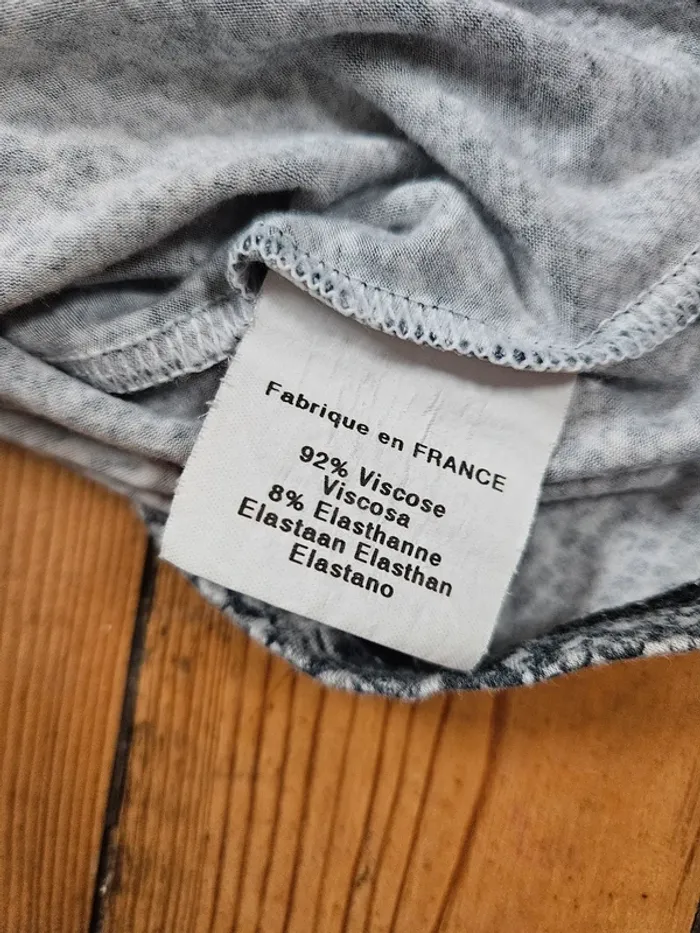 Fabrique en FRANCE
92% Viscose
Viscosa
8% Elasthanne
Elastaan Elasthan
Elastano